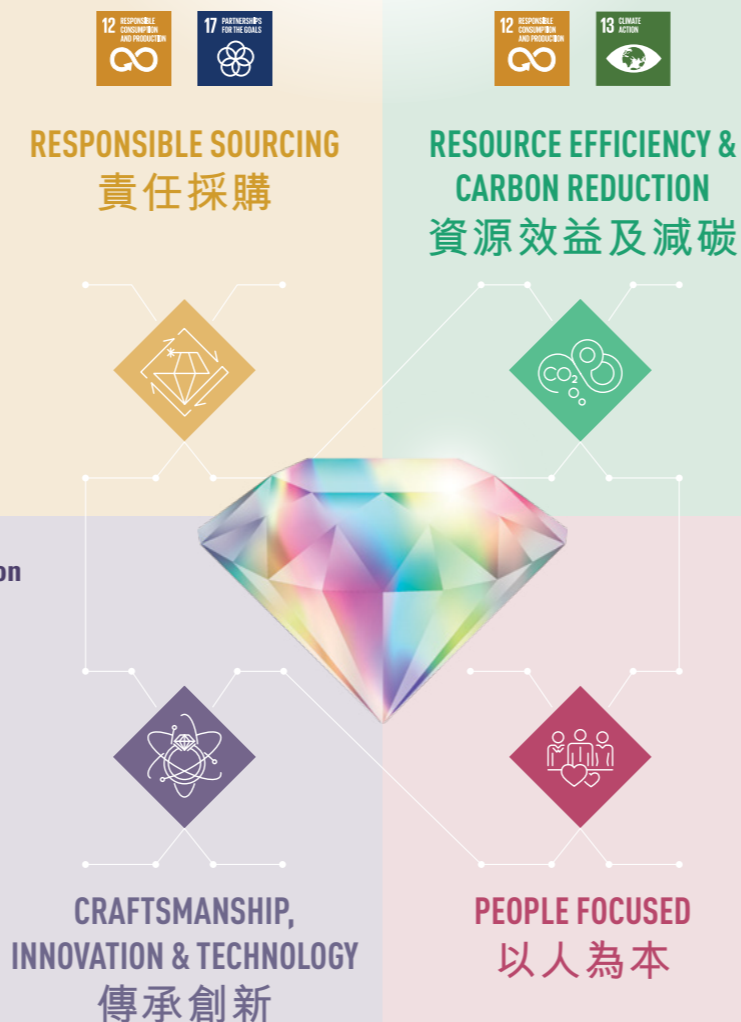 12 RESPONSIBLE
CONSUMPTION
AND PRODUCTION
17 PARTNERSHIPS
FOR THE GOALS
RESPONSIBLE SOURCING
責任採購
12 RESPONSIBLE
CONSUMPTION
AND PRODUCTION
13 CLIMATE
ACTION
RESOURCE EFFICIENCY &
CARBON REDUCTION
資源效益及減碳
CO₂
on
CRAFTSMANSHIP,
INNOVATION & TECHNOLOGY
傳承創新
PEOPLE FOCUSED
以人為本